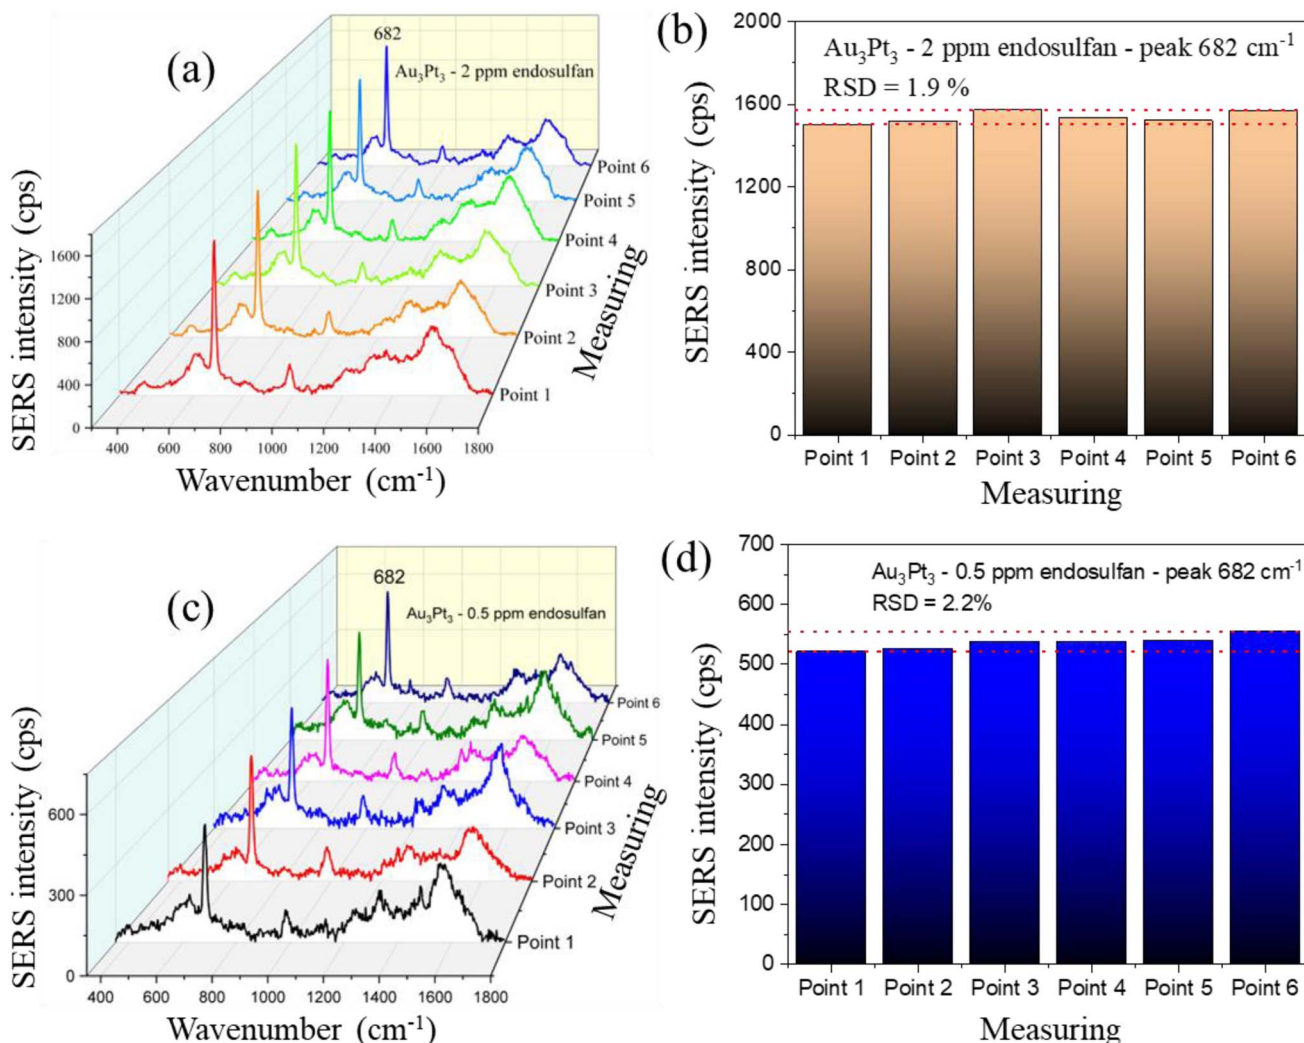 (a)
682
Au₃Pt₃ - 2 ppm endosulfan
SERS intensity (cps)
1600
1200
800
400
0
400 600 800 1000 1200 1400 1600 1800
Wavenumber (cm⁻¹)
Point 6
Point 5
Point 4
Point 3
Point 2
Point 1
Measuring
(b)
Au₃Pt₃ - 2 ppm endosulfan - peak 682 cm⁻¹
RSD = 1.9 %
SERS intensity (cps)
2000
1600
1200
800
400
0
Point 1 Point 2 Point 3 Point 4 Point 5 Point 6
Measuring
(c)
682
Au₃Pt₃ - 0.5 ppm endosulfan
SERS intensity (cps)
600
300
0
400 600 800 1000 1200 1400 1600 1800
Wavenumber (cm⁻¹)
Point 6
Point 5
Point 4
Point 3
Point 2
Point 1
Measuring
(d)
Au₃Pt₃ - 0.5 ppm endosulfan - peak 682 cm⁻¹
RSD = 2.2%
SERS intensity (cps)
700
600
500
400
300
200
100
0
Point 1 Point 2 Point 3 Point 4 Point 5 Point 6
Measuring